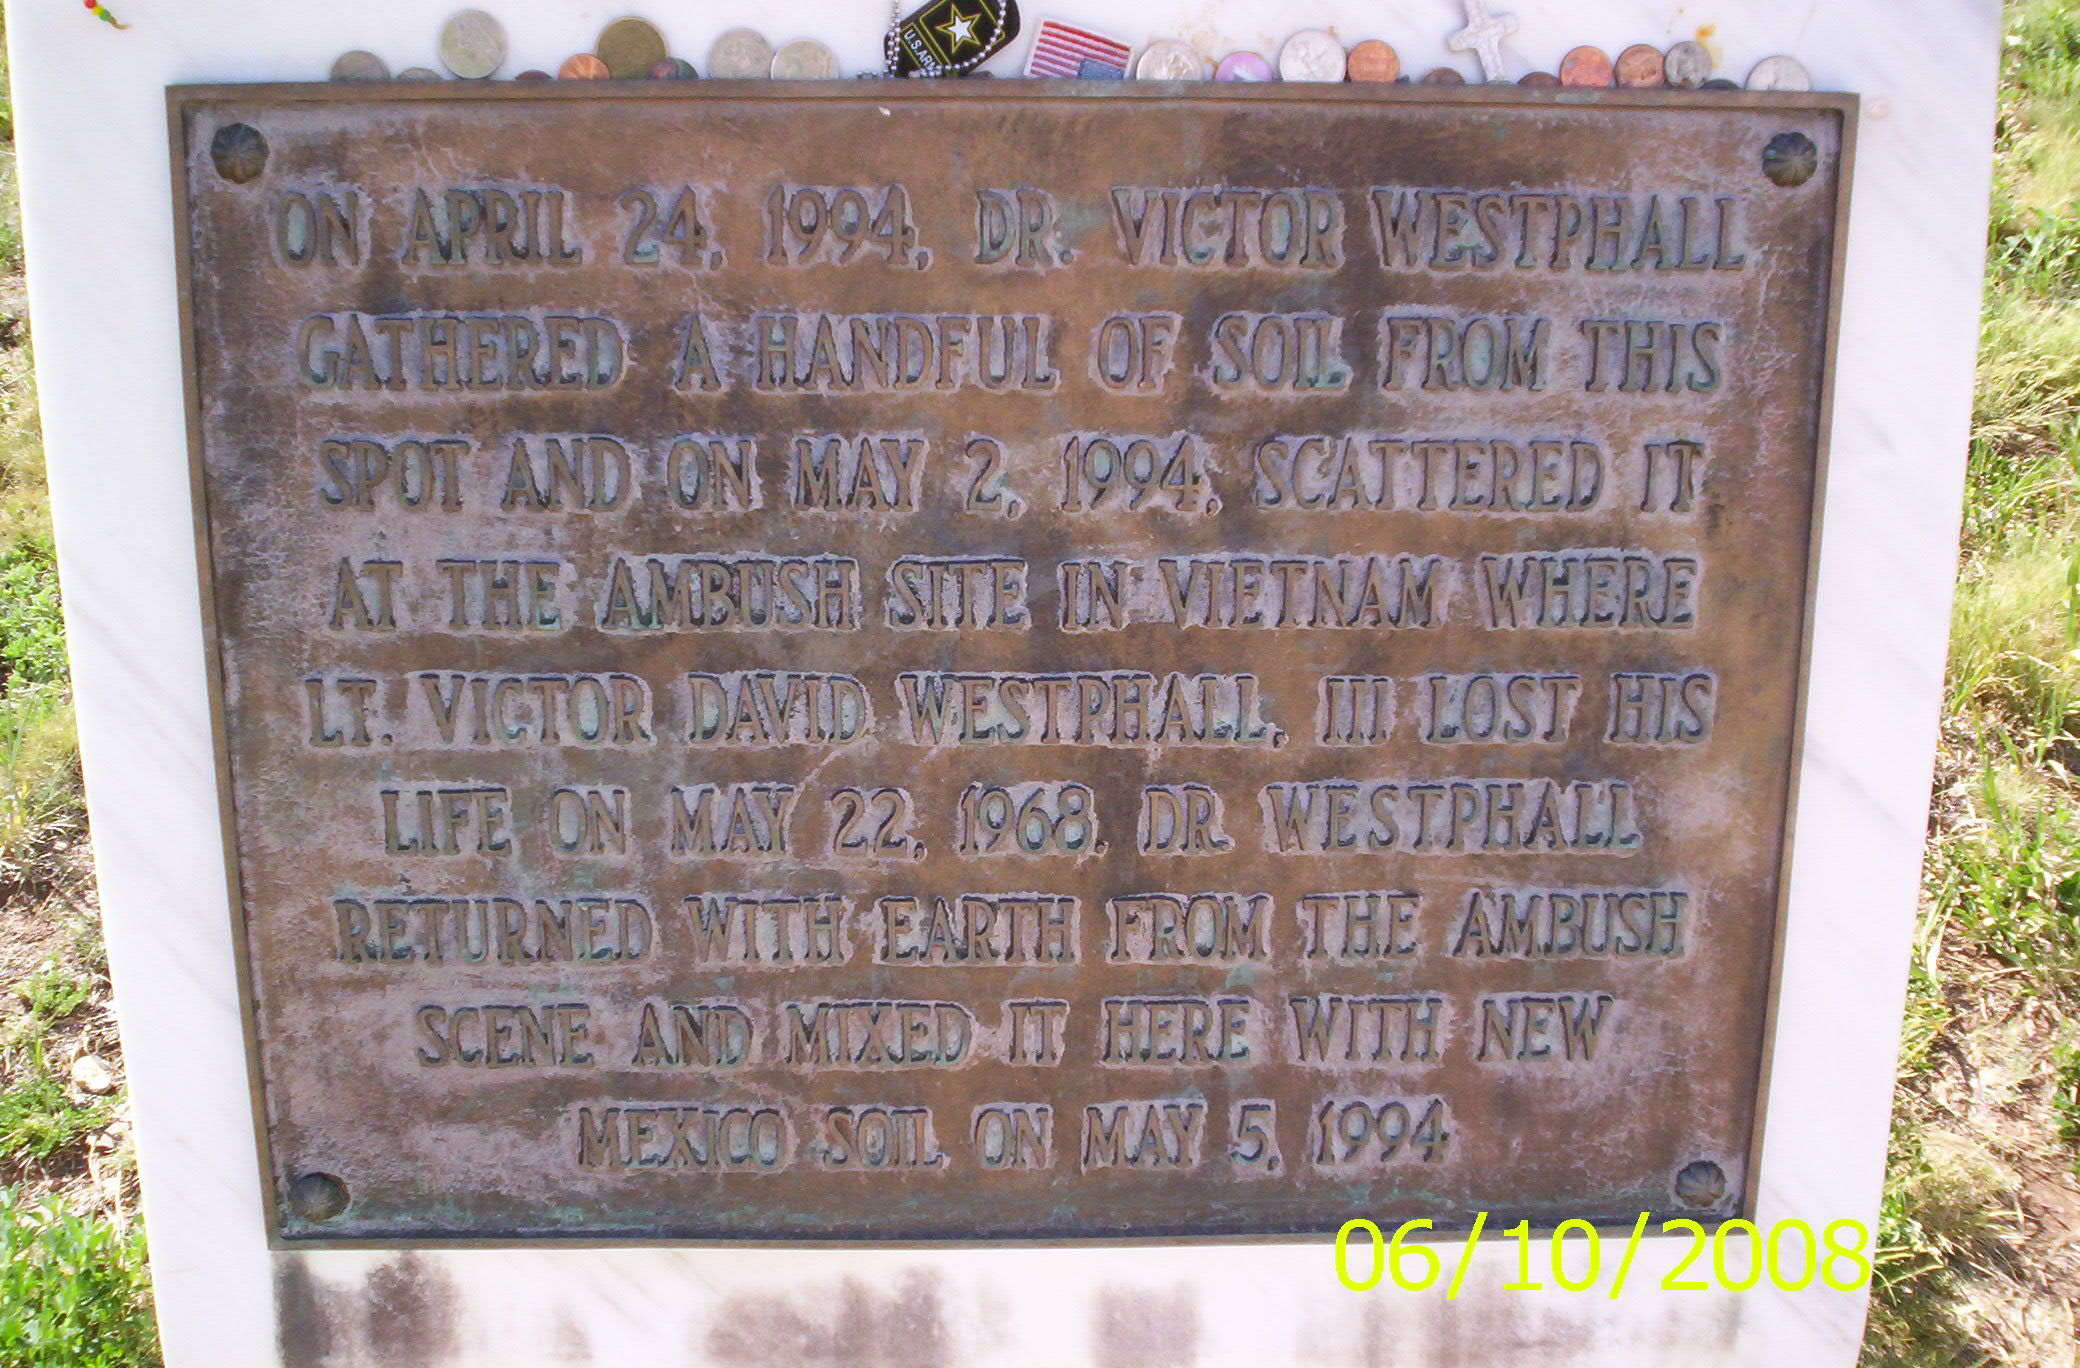 U.S.ARMY
ON APRIL 24, 1994, DR. VICTOR WESTPHALL
GATHERED A HANDFUL OF SOIL FROM THIS
SPOT AND ON MAY 2, 1994, SCATTERED IT
AT THE AMBUSH SITE IN VIETNAM WHERE
LT. VICTOR DAVID WESTPHALL, III LOST HIS
LIFE ON MAY 22, 1968. DR. WESTPHALL
RETURNED WITH EARTH FROM THE AMBUSH
SCENE AND MIXED IT HERE WITH NEW
MEXICO SOIL ON MAY 5, 1994
06/10/2008